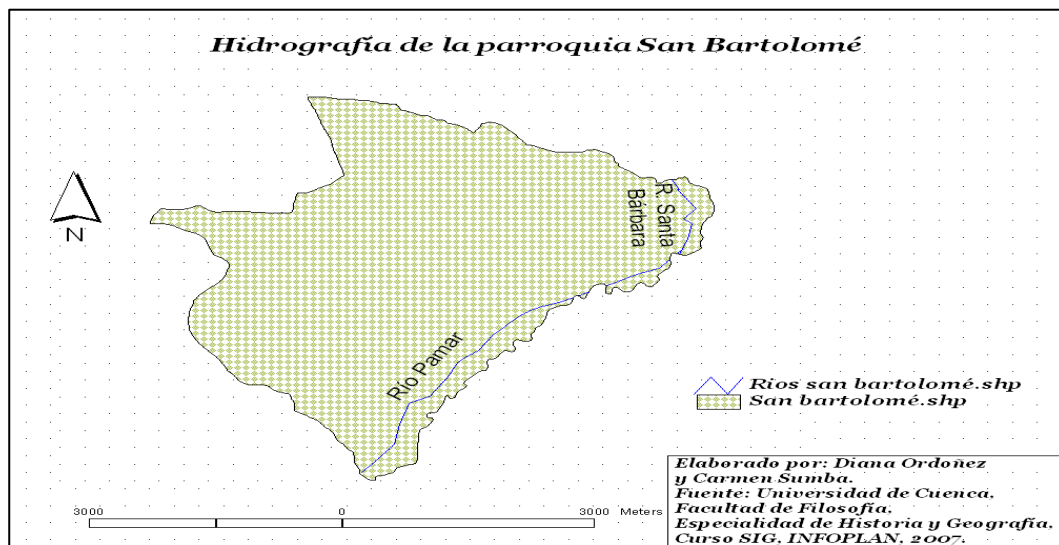 Hidrografía de la parroquia San Bartolomé
R. Santa
Bárbara
Río Pamar
N
Rios san bartolomé.shp
San bartolomé.shp
3000 0 3000 Meters
Elaborado por: Diana Ordoñez
y Carmen Sumba.
Fuente: Universidad de Cuenca,
Facultad de Filosofía,
Especialidad de Historia y Geografía,
Curso SIG, INFOPLAN, 2007.